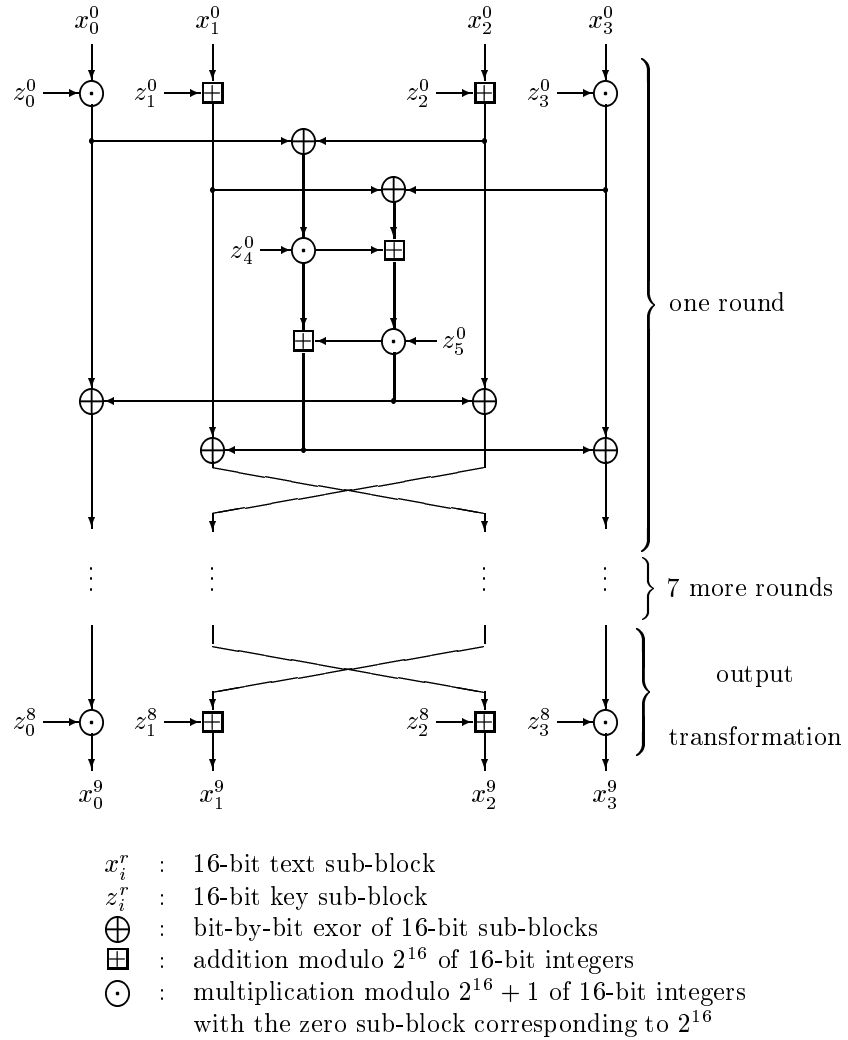 x_0^0 x_1^0 x_2^0 x_3^0
z_0^0 z_1^0 z_2^0 z_3^0
z_4^0
one round
z_5^0
7 more rounds
output
z_0^8 z_1^8 z_2^8 z_3^8
transformation
x_0^9 x_1^9 x_2^9 x_3^9
x_i^r : 16-bit text sub-block
z_i^r : 16-bit key sub-block
⊕ : bit-by-bit exor of 16-bit sub-blocks
⊞ : addition modulo 2^16 of 16-bit integers
⊙ : multiplication modulo 2^16 + 1 of 16-bit integers
with the zero sub-block corresponding to 2^16